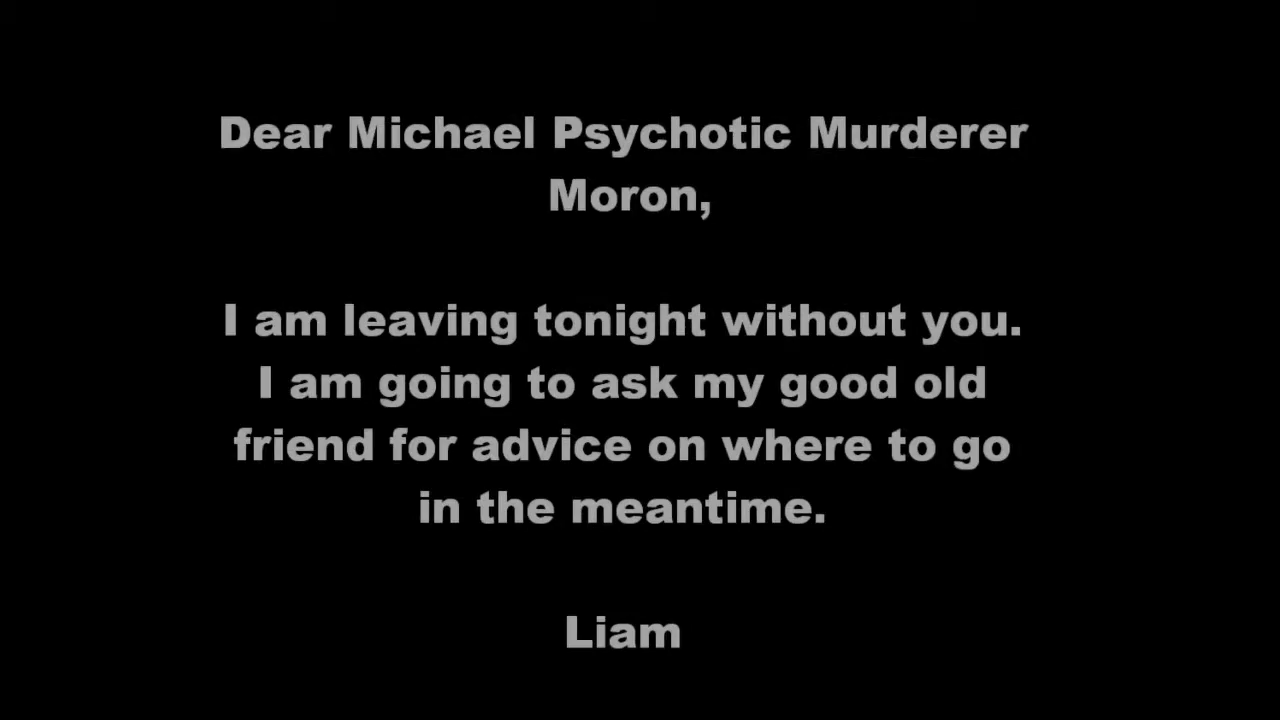 Dear Michael Psychotic Murderer
Moron,
I am leaving tonight without you.
I am going to ask my good old
friend for advice on where to go
in the meantime.
Liam